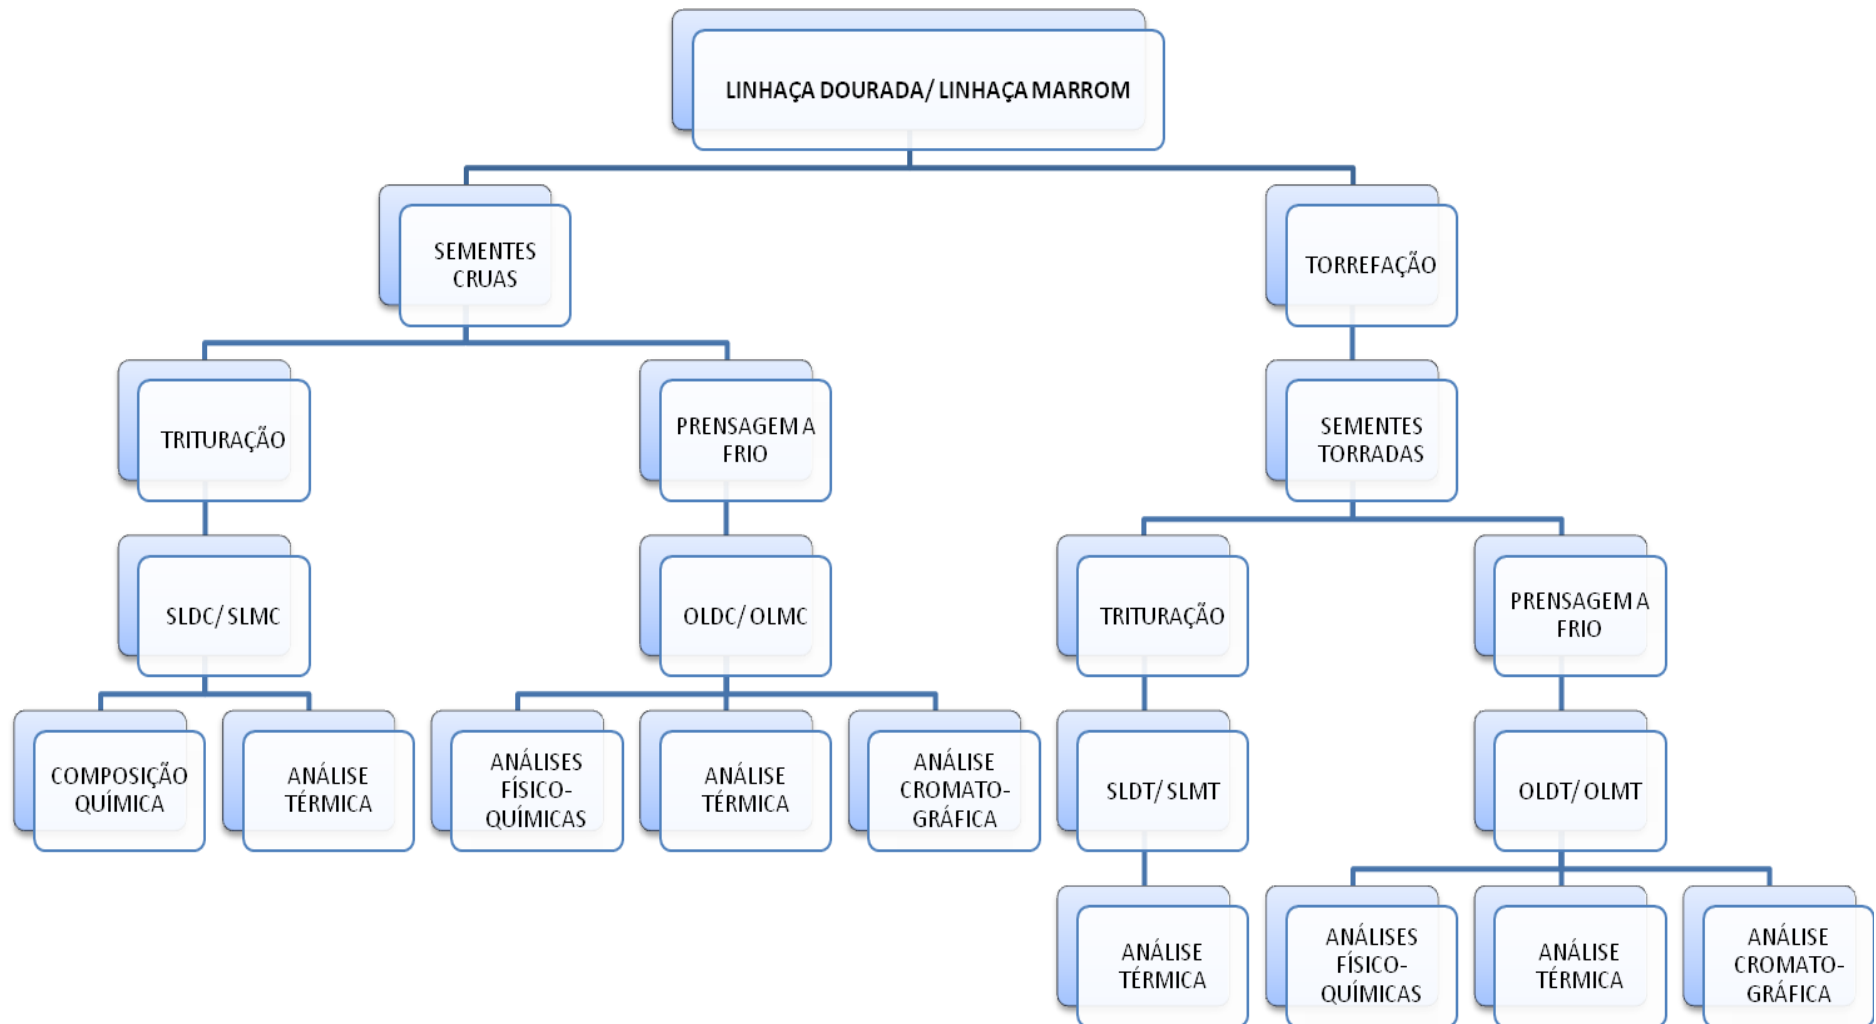 LINHAÇA DOURADA/ LINHAÇA MARROM
SEMENTES
CRUAS
TORREFAÇÃO
TRITURAÇÃO
PRENSAGEM A
FRIO
SEMENTES
TORRADAS
SLDC/ SLMC
OLDC/ OLMC
TRITURAÇÃO
PRENSAGEM A
FRIO
COMPOSIÇÃO
QUÍMICA
ANÁLISE
TÉRMICA
ANÁLISES
FÍSICO-
QUÍMICAS
ANÁLISE
TÉRMICA
ANÁLISE
CROMATO-
GRÁFICA
SLDT/ SLMT
OLDT/ OLMT
ANÁLISE
TÉRMICA
ANÁLISES
FÍSICO-
QUÍMICAS
ANÁLISE
TÉRMICA
ANÁLISE
CROMATO-
GRÁFICA